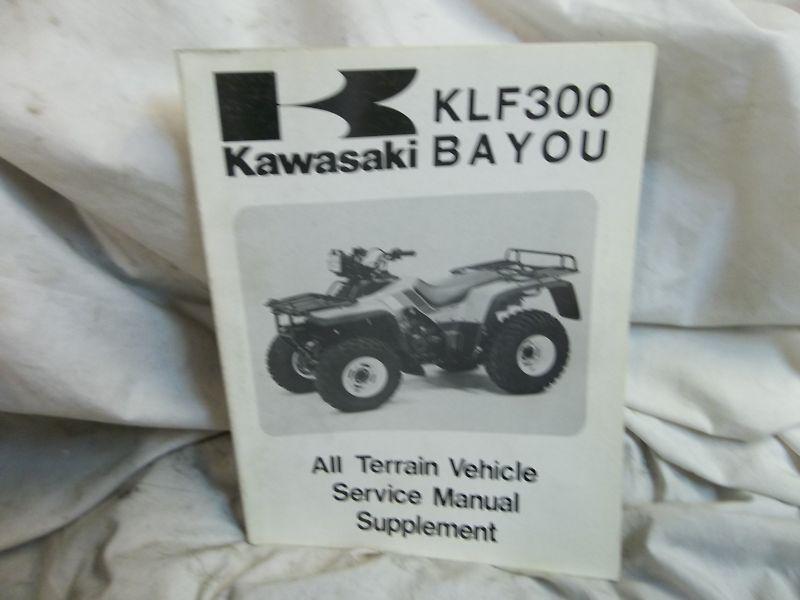 KLF300
Kawasaki BAYOU
All Terrain Vehicle
Service Manual
Supplement